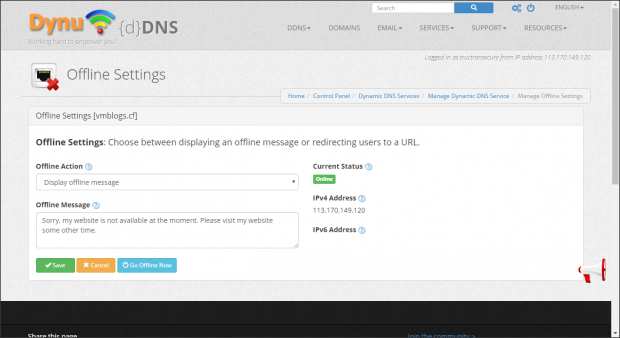 Search
ENGLISH
Dynu {d}DNS
Working hard to empower you!
DDNS DOMAINS EMAIL SERVICES SUPPORT RESOURCES
Logged in as tructransecure from IP address 113.170.149.120
Offline Settings
Home / Control Panel / Dynamic DNS Services / Manage Dynamic DNS Service / Manage Offline Settings
Offline Settings [vmblogs.cf]
Offline Settings: Choose between displaying an offline message or redirecting users to a URL.
Offline Action
Display offline message
Offline Message
Sorry, my website is not available at the moment. Please visit my website
some other time.
Save Cancel Go Offline Now
Current Status
Online
IPv4 Address
113.170.149.120
IPv6 Address
Share this page
Join the community >